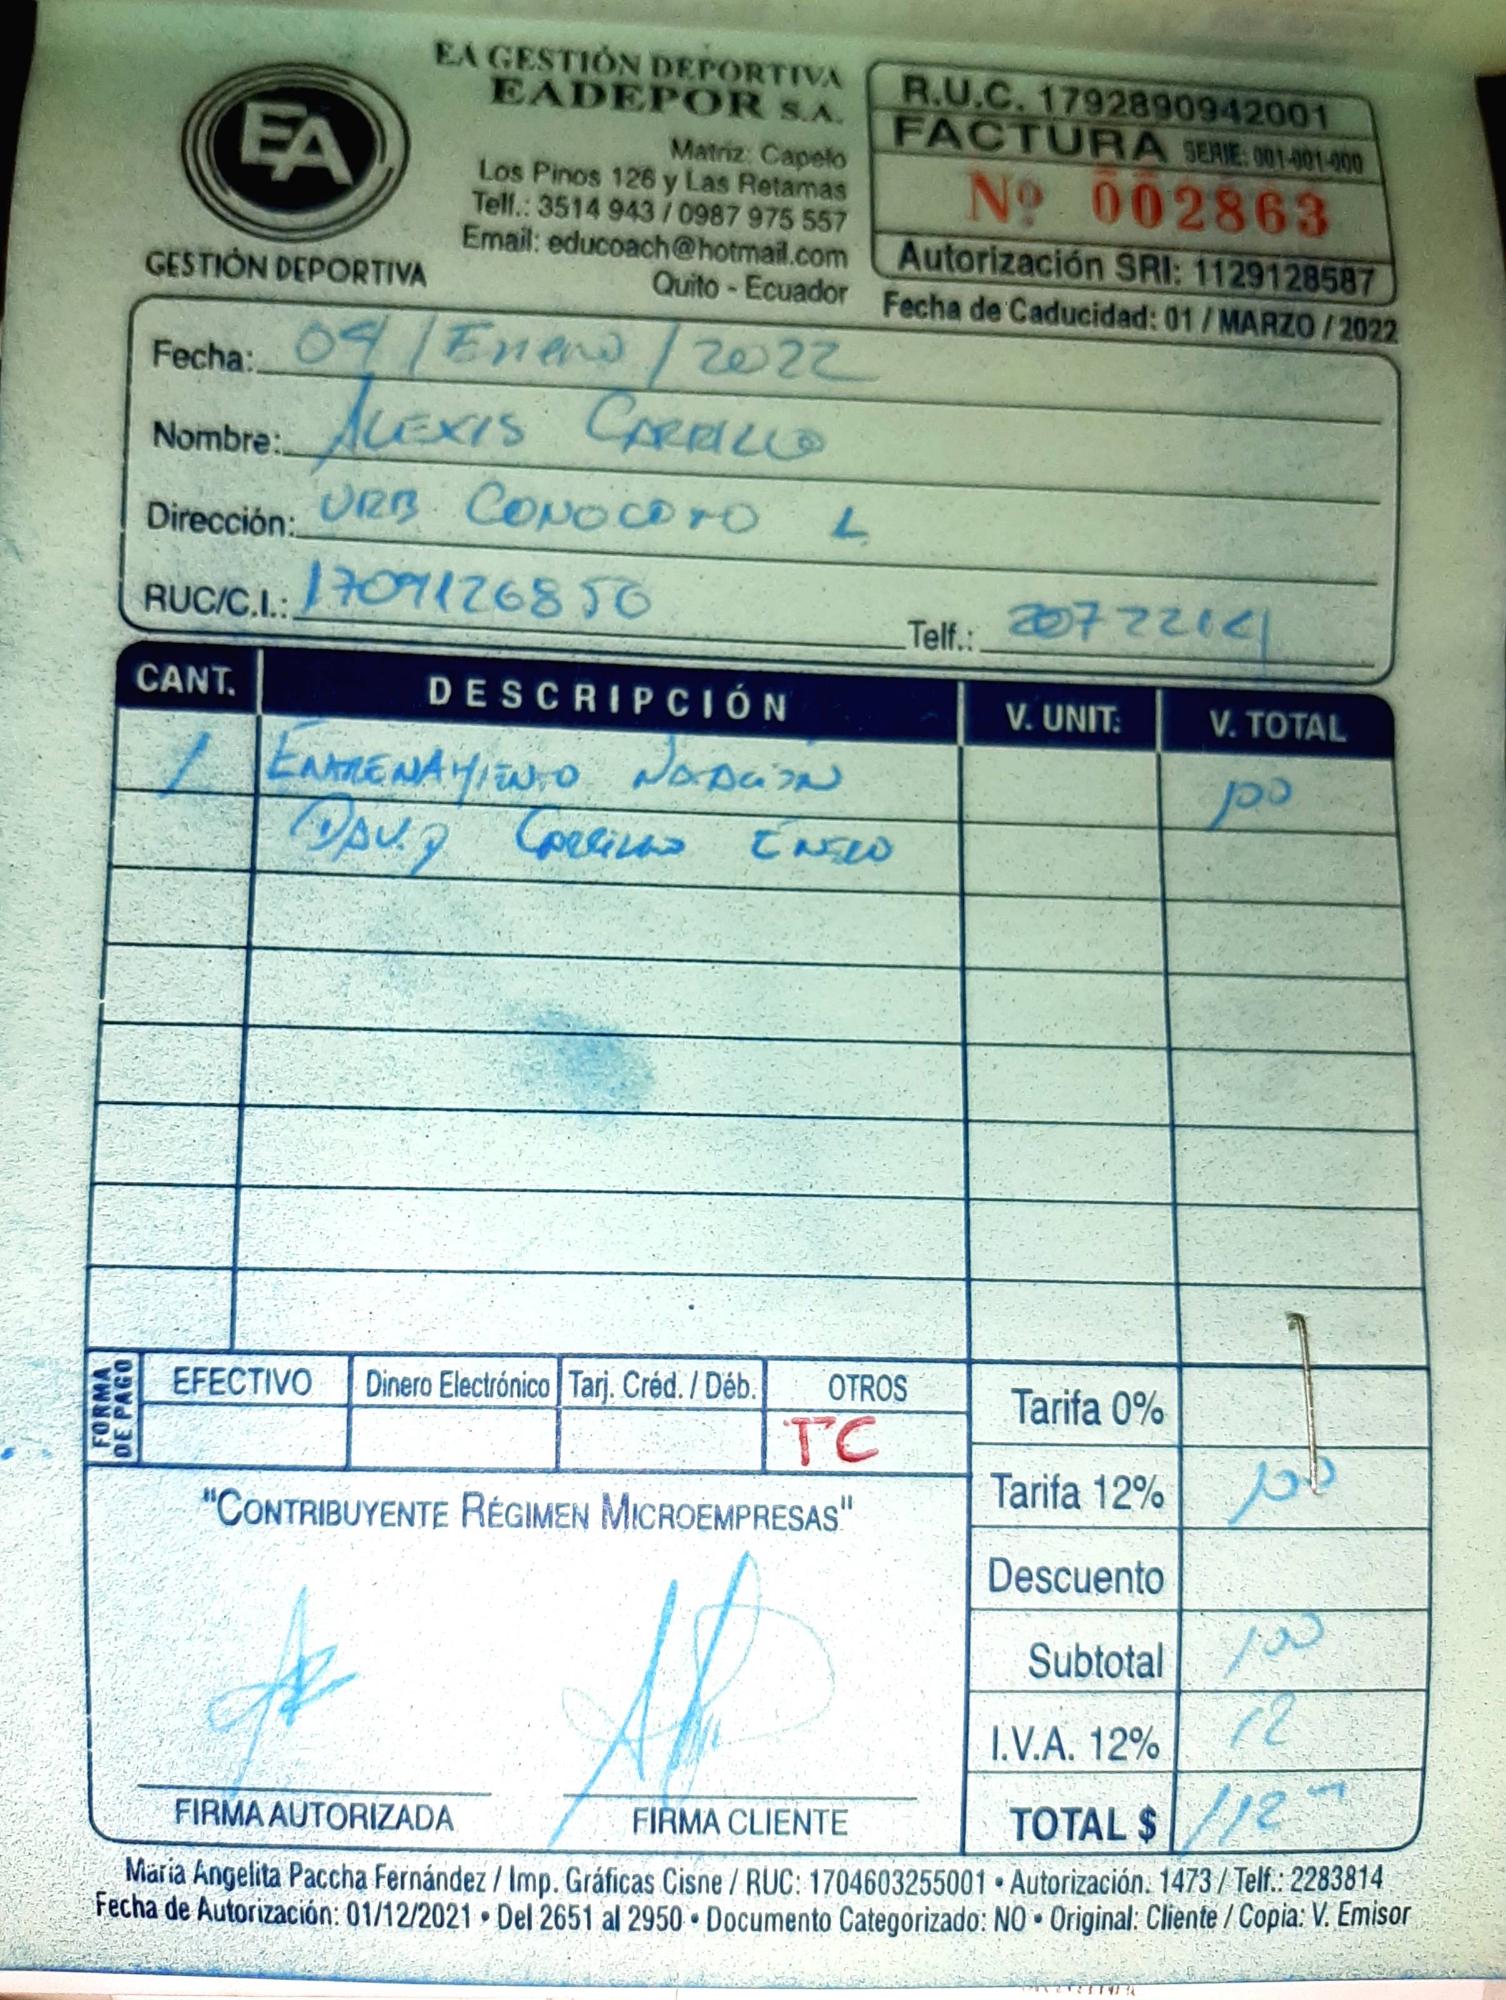 EA GESTIÓN DEPORTIVA
EADEPOR S.A.
Matriz: Capelo
Los Pinos 126 y Las Retamas
Telf.: 3514 943 / 0987 975 557
Email: educoach@hotmail.com
Quito - Ecuador
EA
GESTIÓN DEPORTIVA
R.U.C. 1792890942001
FACTURA SERIE: 001-001-000
Nº 002863
Autorización SRI: 1129128587
Fecha de Caducidad: 01 / MARZO / 2022
Fecha: 04 / Enero / 2022
Nombre: ALEXIS CARRILLO
Dirección: URB. CONOCOTO L
RUC/C.I.: 1709126850 Telf.:
CANT. DESCRIPCIÓN V. UNIT: V. TOTAL
1 ENTRENAMIENTO NATACIÓN 100
DAVID CARRILLO ENERO
FORMA DE PAGO
EFECTIVO Dinero Electrónico Tarj. Créd. / Déb. OTROS
TC
Tarifa 0%
Tarifa 12% 100
Descuento
Subtotal 100
I.V.A. 12% 12
TOTAL $ 112
"CONTRIBUYENTE RÉGIMEN MICROEMPRESAS"
FIRMA AUTORIZADA FIRMA CLIENTE
María Angelita Paccha Fernández / Imp. Gráficas Cisne / RUC: 1704603255001 • Autorización. 1473 / Telf.: 2283814
Fecha de Autorización: 01/12/2021 • Del 2651 al 2950 • Documento Categorizado: NO • Original: Cliente / Copia: V. Emisor